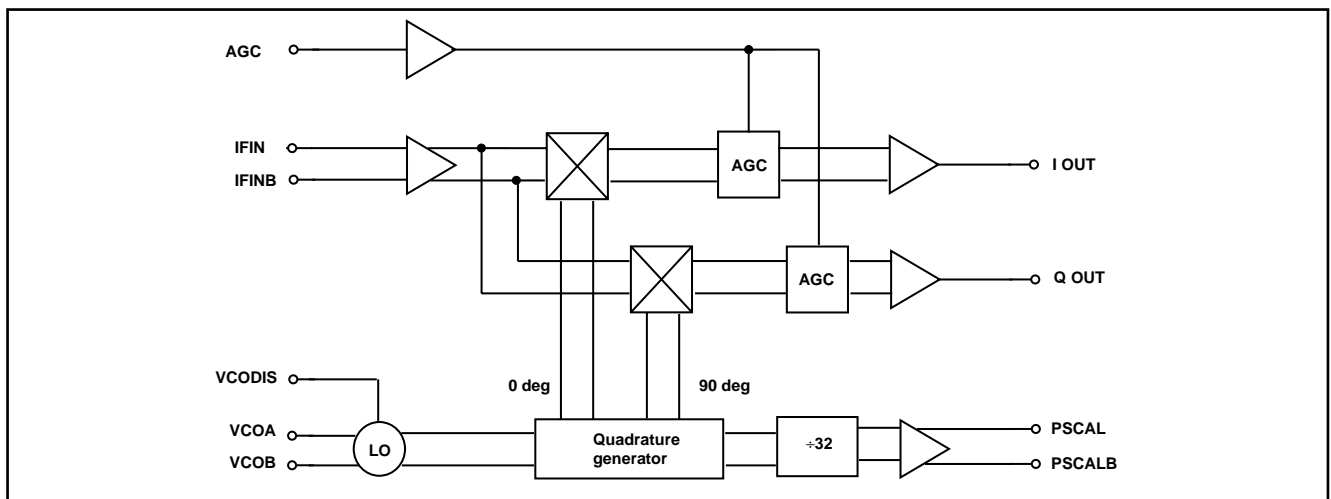 AGC
IFIN
IFINB
AGC
I OUT
AGC
Q OUT
VCODIS
0 deg
90 deg
VCOA
VCOB
LO
Quadrature
generator
÷32
PSCAL
PSCALB